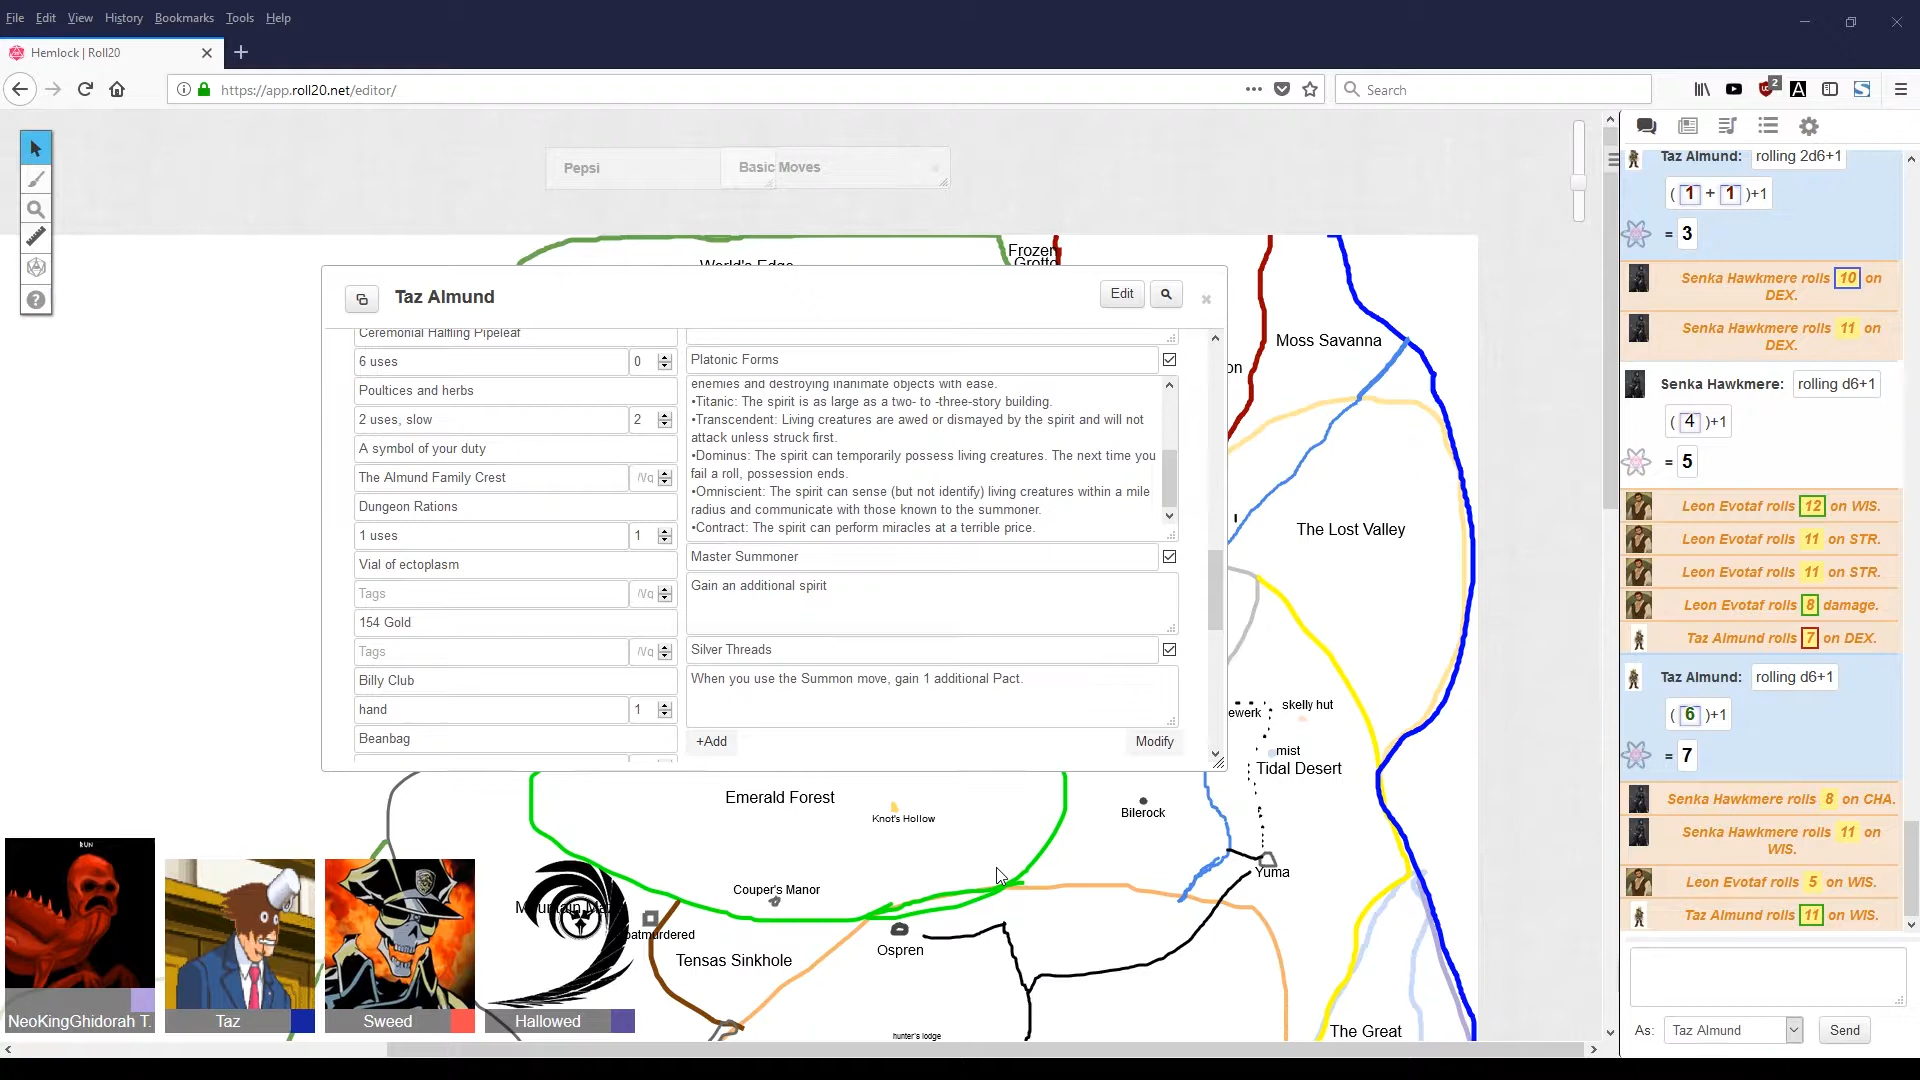 File Edit View History Bookmarks Tools Help
Hemlock | Roll20
https://app.roll20.net/editor/
Search
2
Pepsi
Basic Moves
World's Edge
Frozen
Grotto
Moss Savanna
The Lost Valley
skelly hut
ewerk
mist
Tidal Desert
on
Taz Almund
Edit
Ceremonial Halfling Pipeleaf
6 uses 0
Poultices and herbs
2 uses, slow 2
A symbol of your duty
The Almund Family Crest
Dungeon Rations
1 uses 1
Vial of ectoplasm
Tags
154 Gold
Tags
Billy Club
hand 1
Beanbag
Platonic Forms
enemies and destroying inanimate objects with ease.
•Titanic: The spirit is as large as a two- to -three-story building.
•Transcendent: Living creatures are awed or dismayed by the spirit and will not
attack unless struck first.
•Dominus: The spirit can temporarily possess living creatures. The next time you
fail a roll, possession ends.
•Omniscient: The spirit can sense (but not identify) living creatures within a mile
radius and communicate with those known to the summoner.
•Contract: The spirit can perform miracles at a terrible price.
Master Summoner
Gain an additional spirit
Silver Threads
When you use the Summon move, gain 1 additional Pact.
+Add
Modify
Emerald Forest
Knot's Hollow
Bilerock
Yuma
Couper's Manor
Ospren
Tensas Sinkhole
hunter's lodge
The Great
atmurdered
RUN
NeoKingGhidorah T.
Taz
Sweed
Hallowed
Taz Almund: rolling 2d6+1
( 1 + 1 )+1
= 3
Senka Hawkmere rolls 10 on
DEX.
Senka Hawkmere rolls 11 on
DEX.
Senka Hawkmere: rolling d6+1
( 4 )+1
= 5
Leon Evotaf rolls 12 on WIS.
Leon Evotaf rolls 11 on STR.
Leon Evotaf rolls 11 on STR.
Leon Evotaf rolls 8 damage.
Taz Almund rolls 7 on DEX.
Taz Almund: rolling d6+1
( 6 )+1
= 7
Senka Hawkmere rolls 8 on CHA.
Senka Hawkmere rolls 11 on
WIS.
Leon Evotaf rolls 5 on WIS.
Taz Almund rolls 11 on WIS.
As: Taz Almund Send